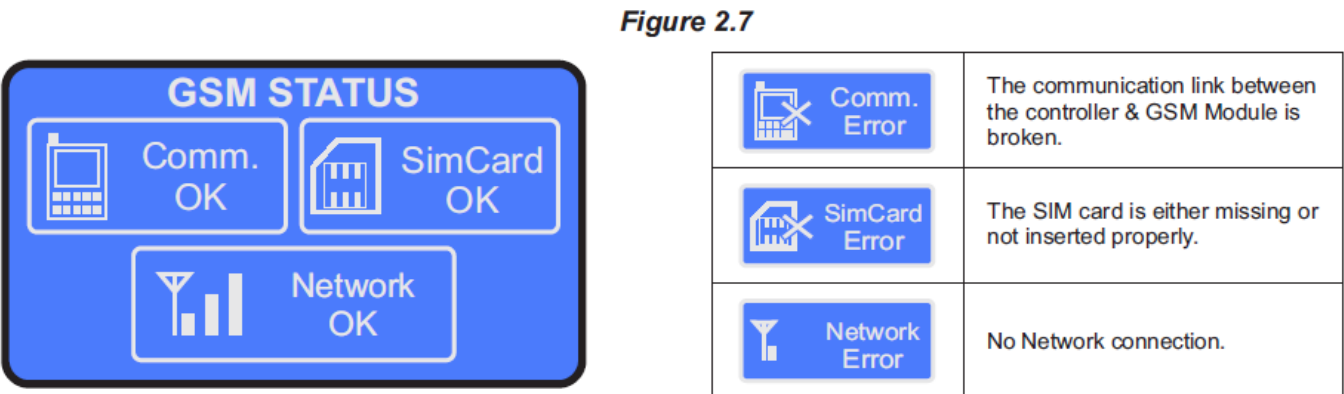 Figure 2.7
GSM STATUS
Comm.
OK
SimCard
OK
Network
OK
Comm.
Error
The communication link between
the controller & GSM Module is
broken.
SimCard
Error
The SIM card is either missing or
not inserted properly.
Network
Error
No Network connection.